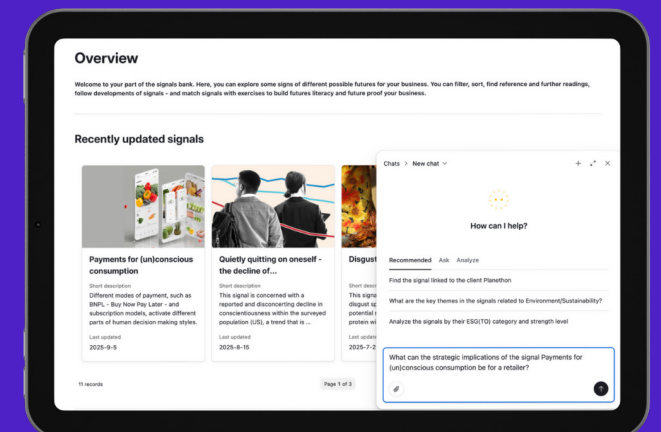 Overview
Welcome to your part of the signals bank. Here, you can explore some signs of different possible futures for your business. You can filter, sort, find reference and further readings,
follow developments of signals - and match signals with exercises to build futures literacy and future proof your business.
Recently updated signals
Payments for (un)conscious
consumption
Short description
Different modes of payment, such as
BNPL - Buy Now Pay Later - and
subscription models, activate different
parts of human decision making styles.
Last updated
2025-9-5
Quietly quitting on oneself -
the decline of...
Short description
This signal is concerned with a
reported and disconcerting decline in
conscientiousness within the surveyed
population (US), a trend that is ...
Last updated
2025-8-15
Disgust
Short desc
This signa
disgust sp
potential
protein wi
Last updat
2025-7-2
11 records
Page 1 of 3
Chats > New chat
How can I help?
Recommended Ask Analyze
Find the signal linked to the client Planethon
What are the key themes in the signals related to Environment/Sustainability?
Analyze the signals by their ESG(TO) category and strength level
What can the strategic implications of the signal Payments for
(un)conscious consumption be for a retailer?